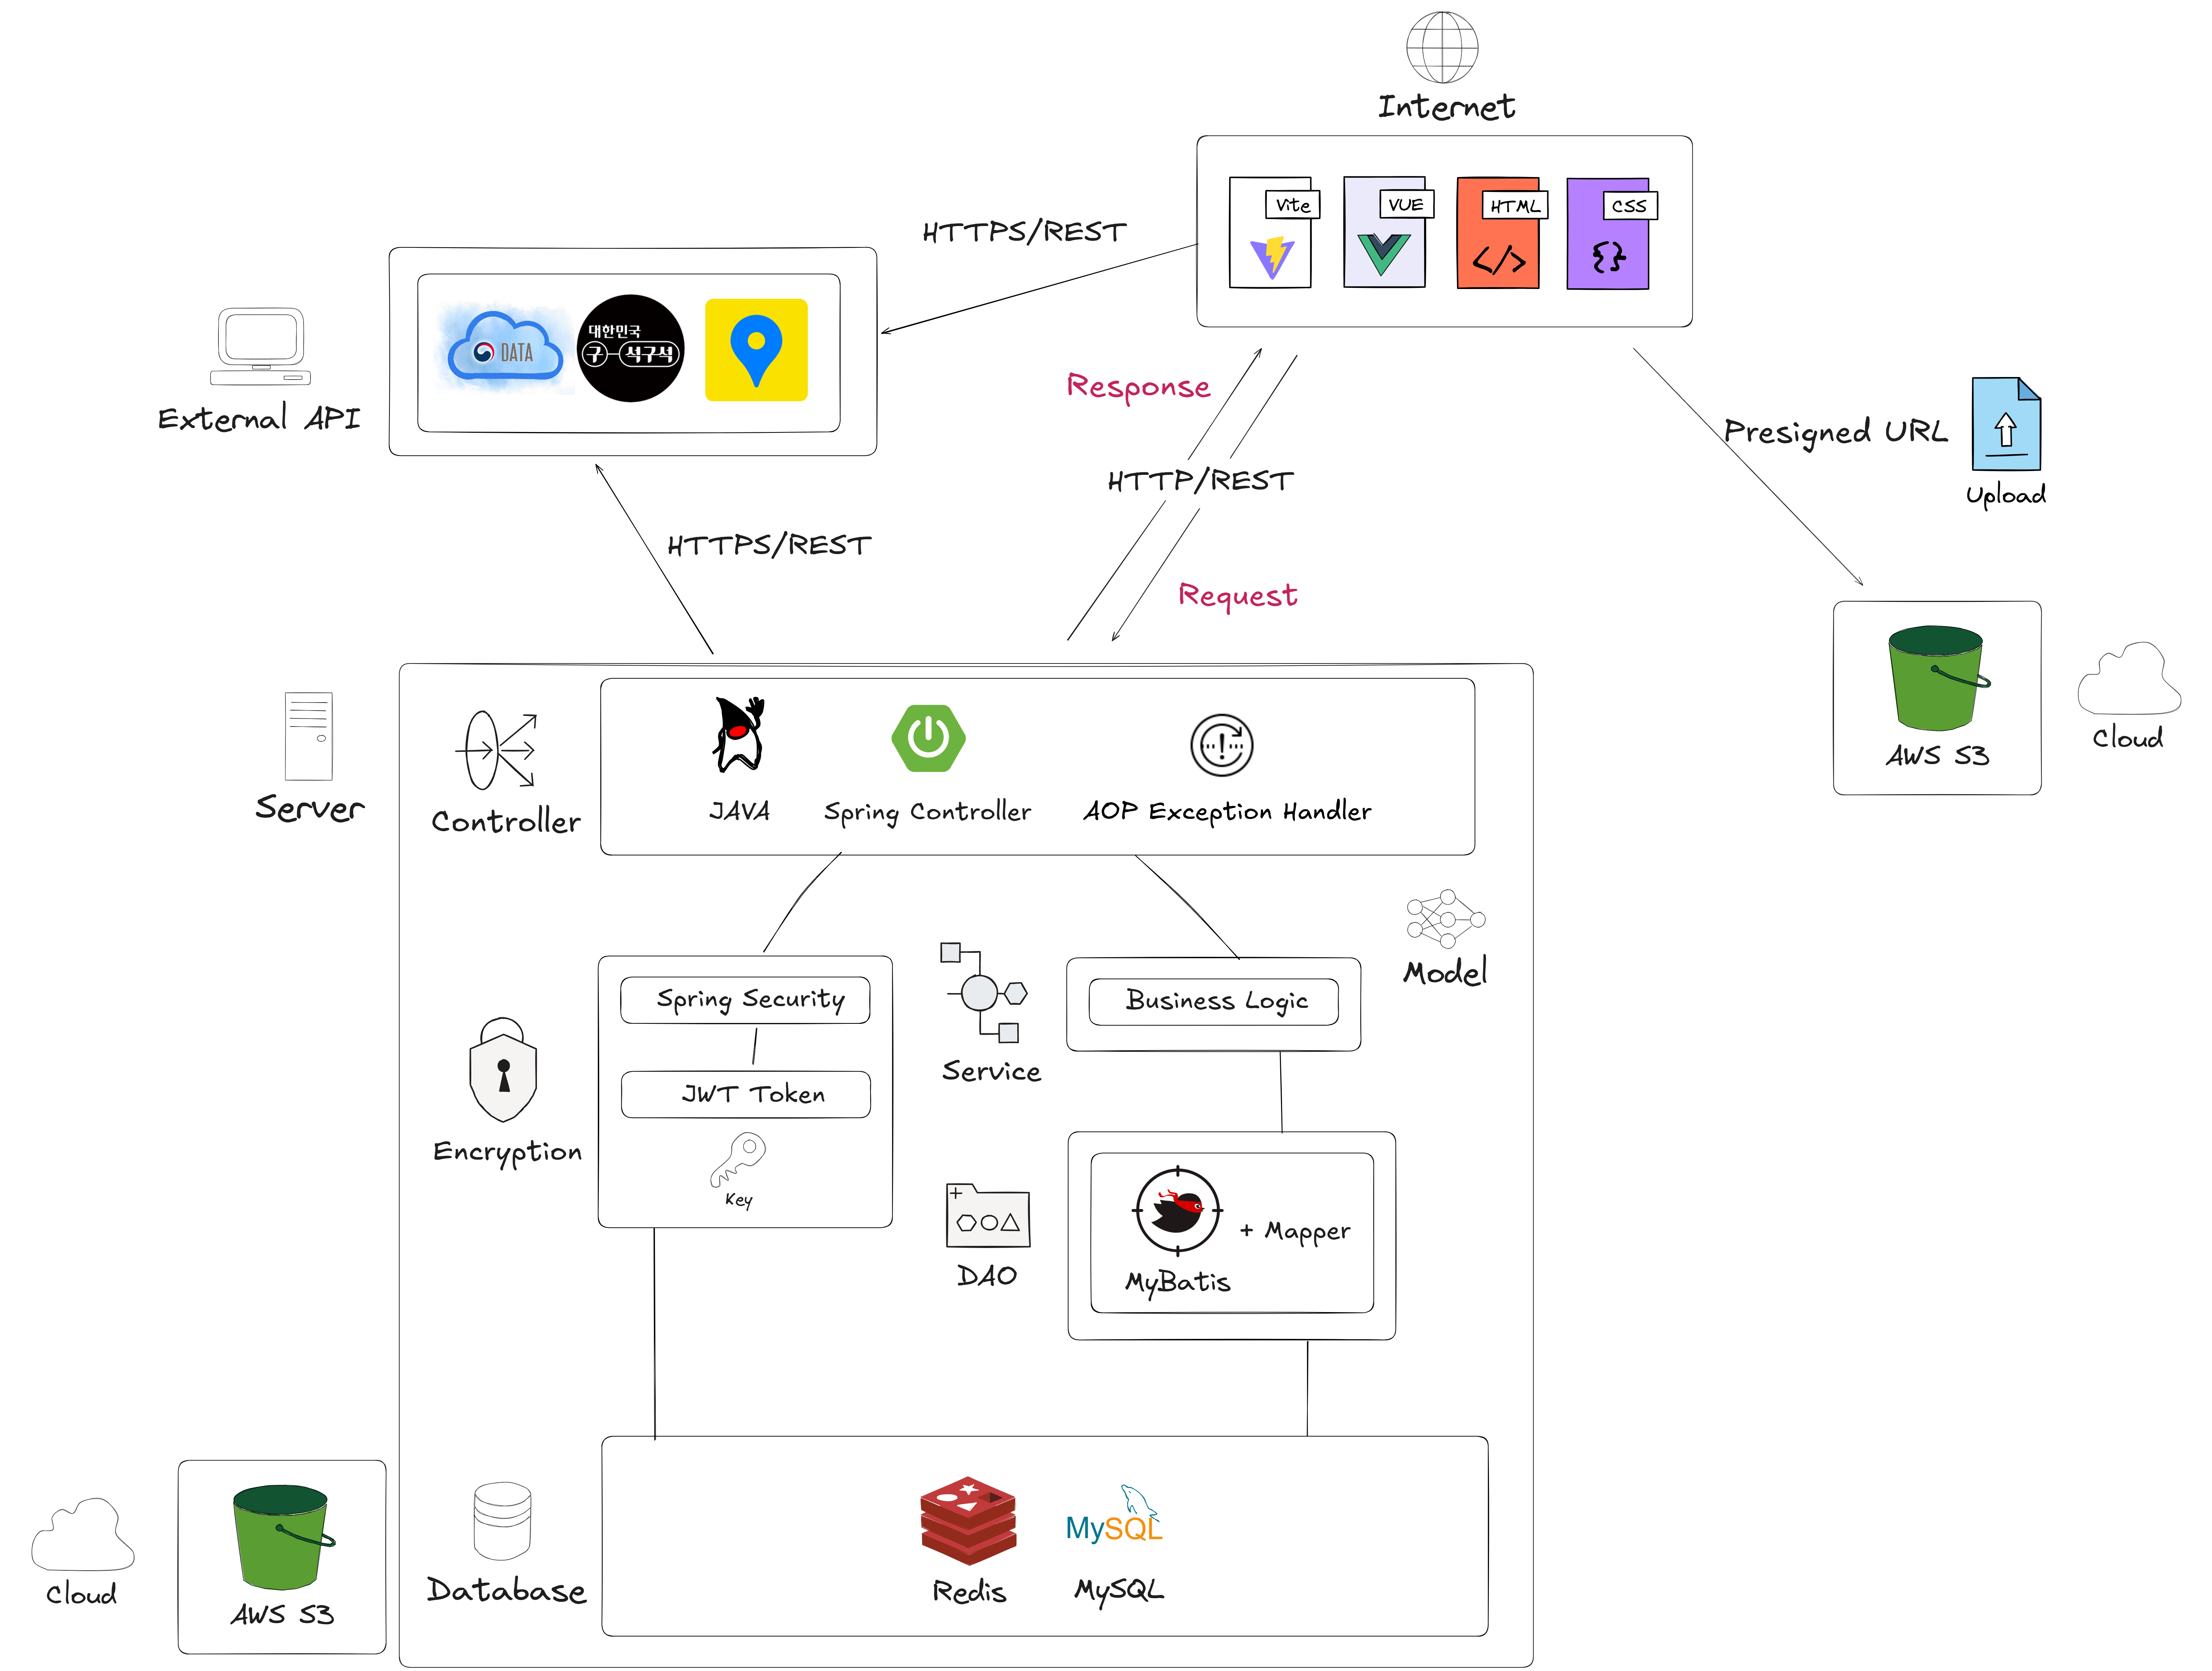 Internet
Vite
VUE
HTML
CSS
HTTPS/REST
DATA
대한민국
구석구석
External API
Response
HTTP/REST
Request
HTTPS/REST
Presigned URL
Upload
AWS S3
Cloud
Server
Controller
JAVA
Spring Controller
AOP Exception Handler
Model
Spring Security
JWT Token
Key
Encryption
Service
Business Logic
DAO
MyBatis
+ Mapper
Database
Redis
MySQL
MySQL
Cloud
AWS S3